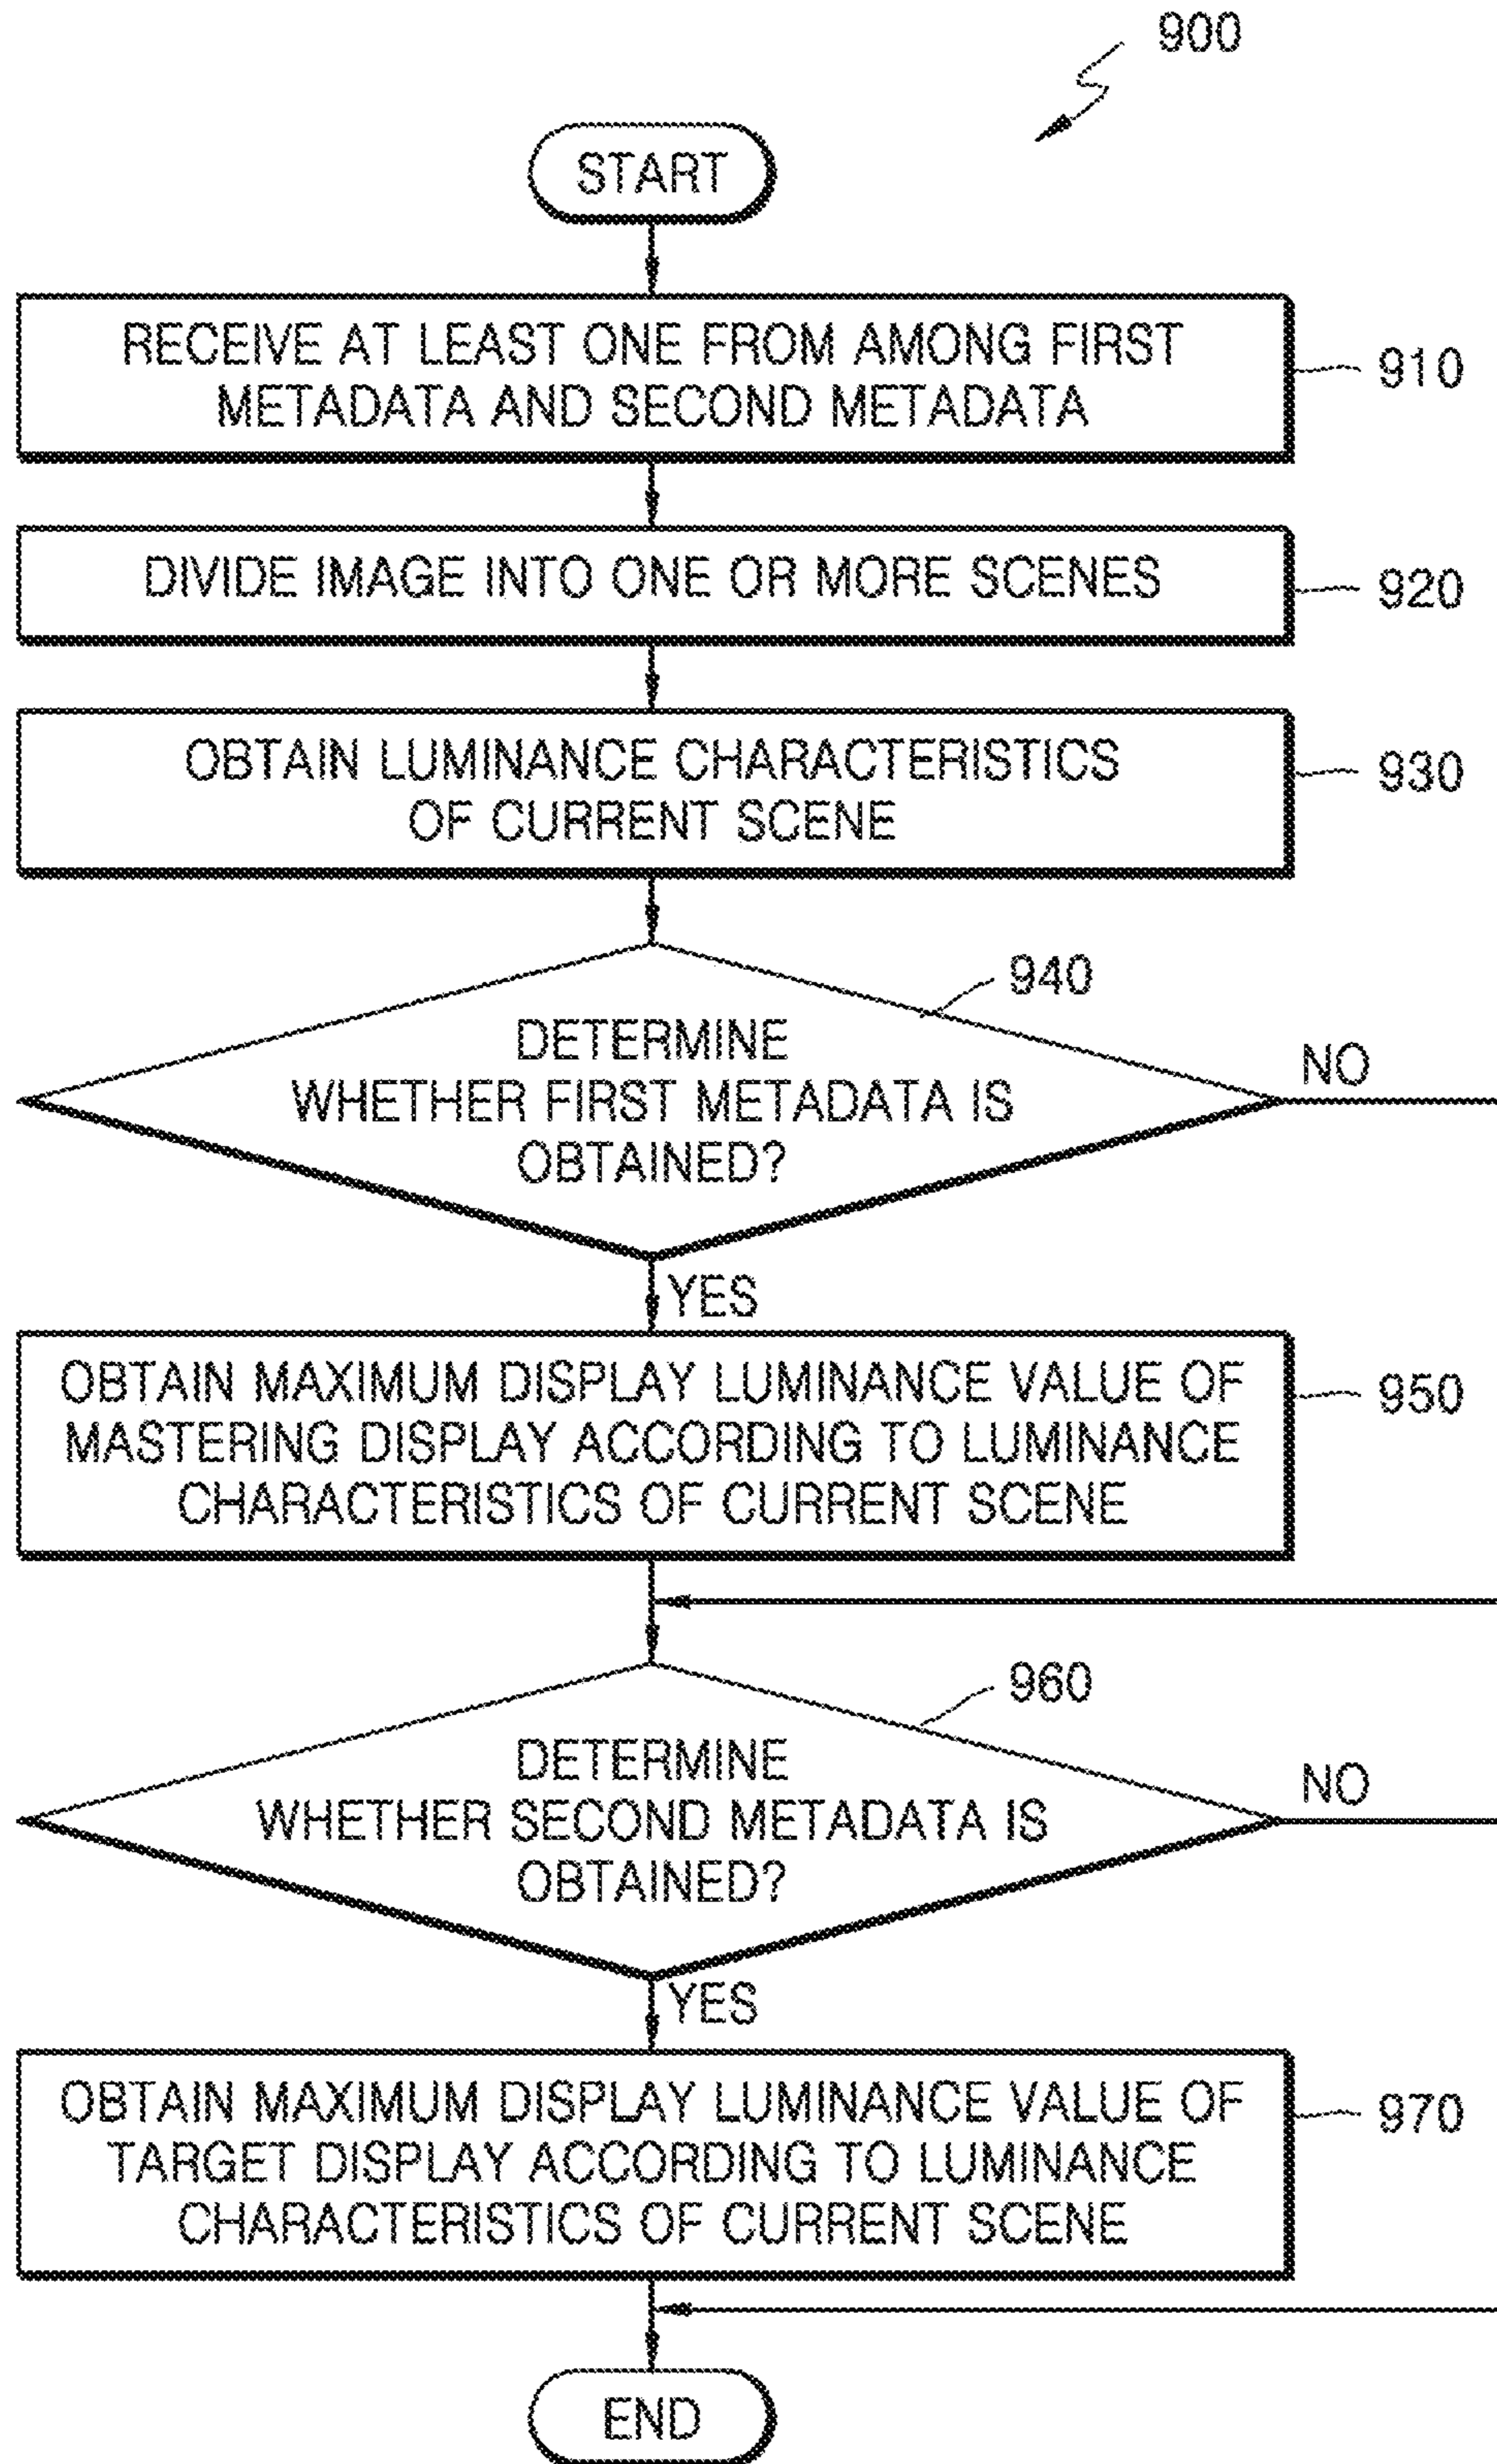 900
START
RECEIVE AT LEAST ONE FROM AMONG FIRST
METADATA AND SECOND METADATA
910
DIVIDE IMAGE INTO ONE OR MORE SCENES
920
OBTAIN LUMINANCE CHARACTERISTICS
OF CURRENT SCENE
930
940
DETERMINE
WHETHER FIRST METADATA IS
OBTAINED?
NO
YES
OBTAIN MAXIMUM DISPLAY LUMINANCE VALUE OF
MASTERING DISPLAY ACCORDING TO LUMINANCE
CHARACTERISTICS OF CURRENT SCENE
950
960
DETERMINE
WHETHER SECOND METADATA IS
OBTAINED?
NO
YES
OBTAIN MAXIMUM DISPLAY LUMINANCE VALUE OF
TARGET DISPLAY ACCORDING TO LUMINANCE
CHARACTERISTICS OF CURRENT SCENE
970
END